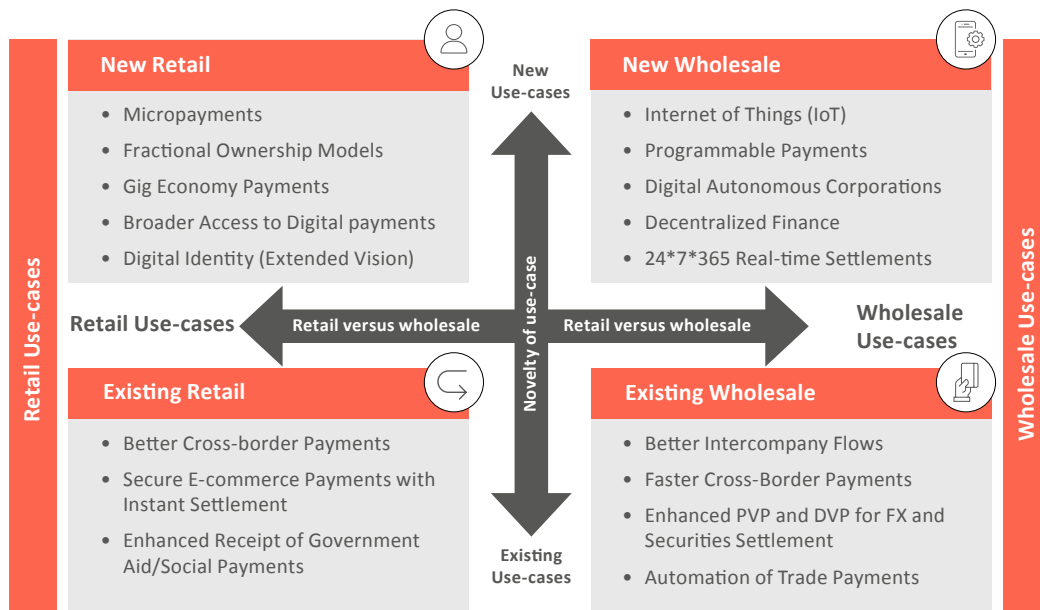 Retail Use-cases
New Retail
• Micropayments
• Fractional Ownership Models
• Gig Economy Payments
• Broader Access to Digital payments
• Digital Identity (Extended Vision)
New
Use-cases
New Wholesale
• Internet of Things (IoT)
• Programmable Payments
• Digital Autonomous Corporations
• Decentralized Finance
• 24*7*365 Real-time Settlements
Wholesale Use-cases
Retail Use-cases
Retail versus wholesale
Novelty of use-case
Retail versus wholesale
Wholesale
Use-cases
Existing Retail
• Better Cross-border Payments
• Secure E-commerce Payments with
Instant Settlement
• Enhanced Receipt of Government
Aid/Social Payments
Existing
Use-cases
Existing Wholesale
• Better Intercompany Flows
• Faster Cross-Border Payments
• Enhanced PVP and DVP for FX and
Securities Settlement
• Automation of Trade Payments